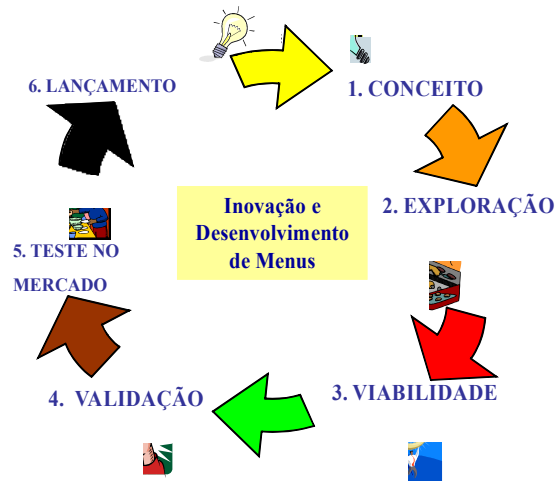 6. LANÇAMENTO
1. CONCEITO
2. EXPLORAÇÃO
Inovação e
Desenvolvimento
de Menus
5. TESTE NO
MERCADO
3. VIABILIDADE
4. VALIDAÇÃO